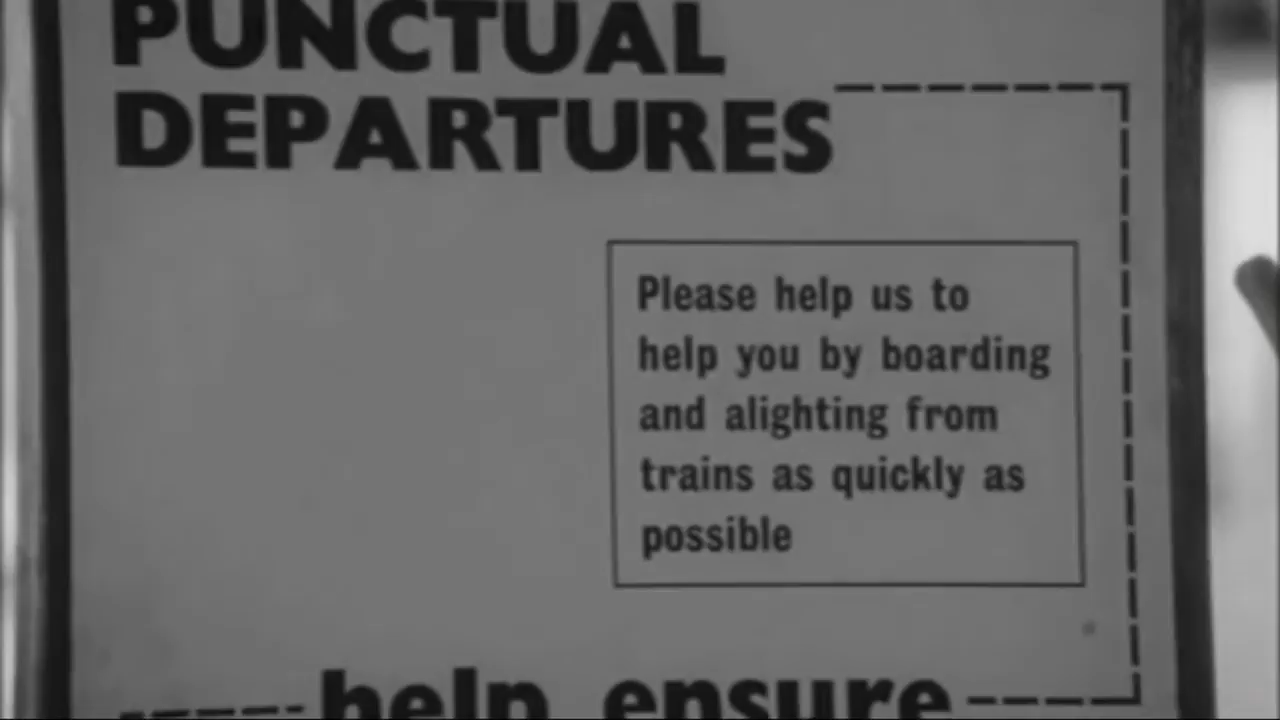 PUNCTUAL
DEPARTURES
Please help us to
help you by boarding
and alighting from
trains as quickly as
possible
help ensure